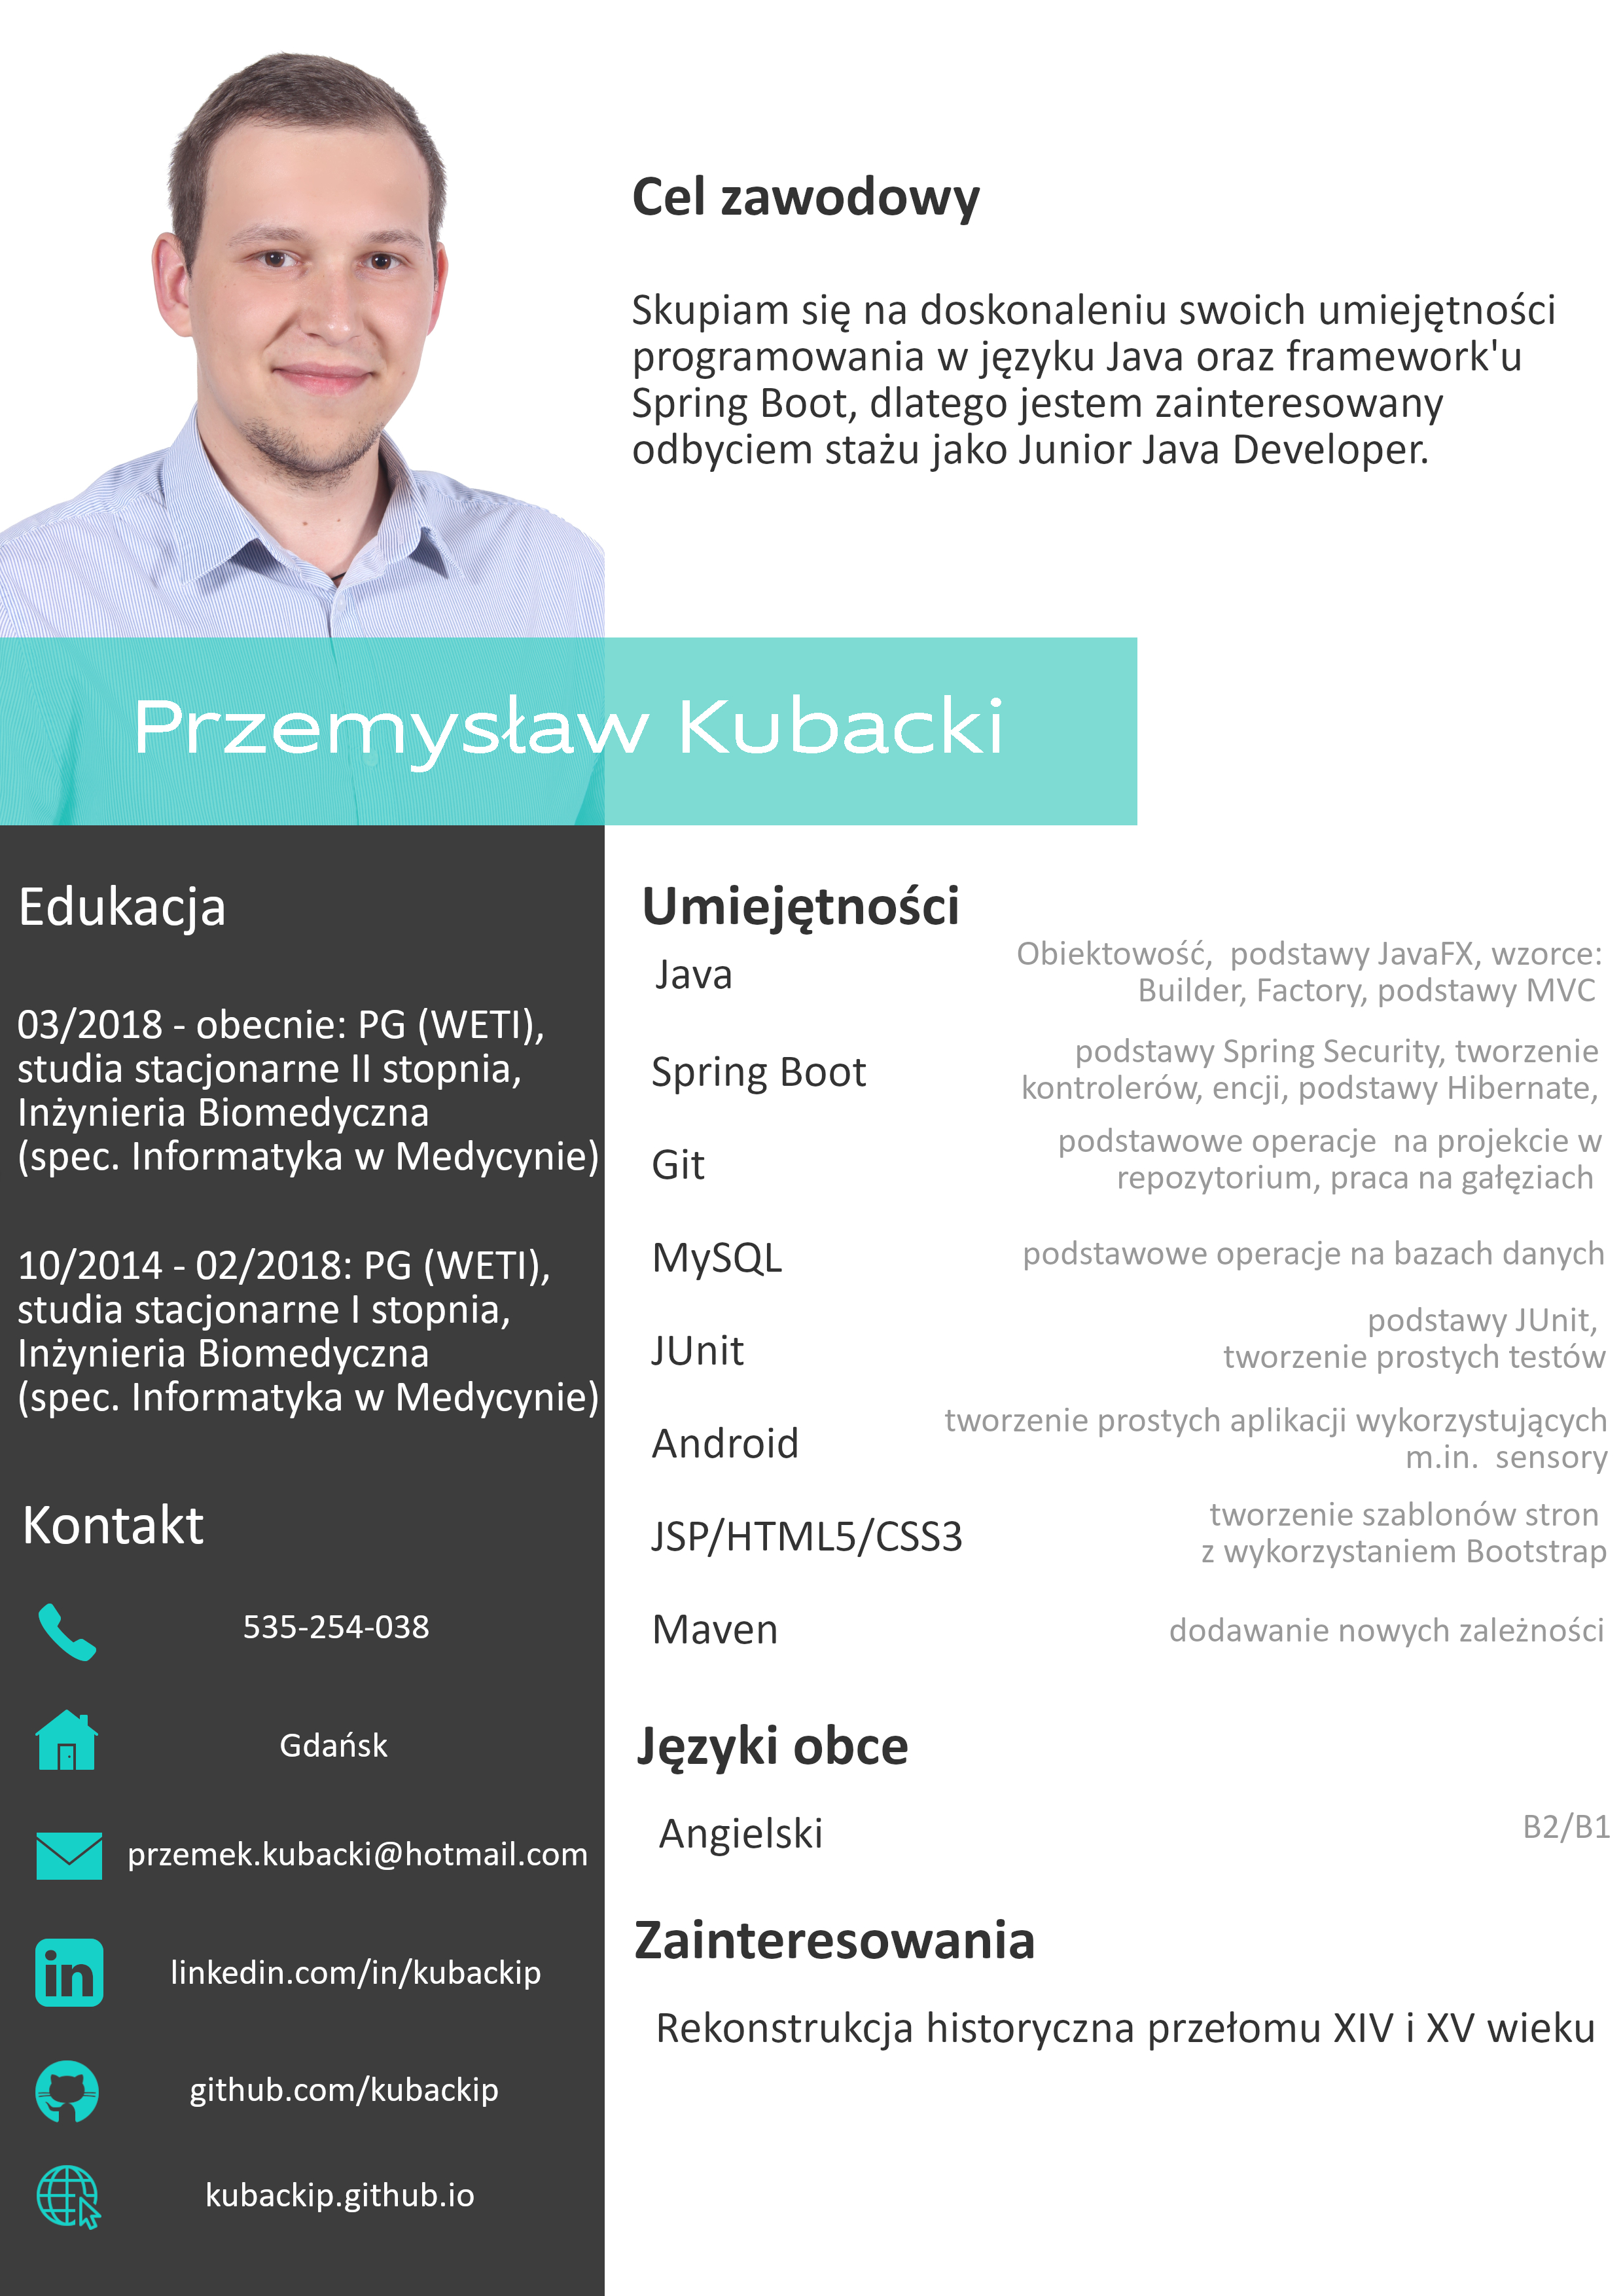 Cel zawodowy
Skupiam się na doskonaleniu swoich umiejętności
programowania w języku Java oraz framework'u
Spring Boot, dlatego jestem zainteresowany
odbyciem stażu jako Junior Java Developer.
Przemysław Kubacki
Edukacja
03/2018 - obecnie: PG (WETI),
studia stacjonarne II stopnia,
Inżynieria Biomedyczna
(spec. Informatyka w Medycynie)
10/2014 - 02/2018: PG (WETI),
studia stacjonarne I stopnia,
Inżynieria Biomedyczna
(spec. Informatyka w Medycynie)
Kontakt
535-254-038
Gdańsk
przemek.kubacki@hotmail.com
linkedin.com/in/kubackip
github.com/kubackip
kubackip.github.io
Umiejętności
Java
Obiektowość, podstawy JavaFX, wzorce:
Builder, Factory, podstawy MVC
Spring Boot
podstawy Spring Security, tworzenie
kontrolerów, encji, podstawy Hibernate,
Git
podstawowe operacje na projekcie w
repozytorium, praca na gałęziach
MySQL
podstawowe operacje na bazach danych
JUnit
podstawy JUnit,
tworzenie prostych testów
Android
tworzenie prostych aplikacji wykorzystujących
m.in. sensory
JSP/HTML5/CSS3
tworzenie szablonów stron
z wykorzystaniem Bootstrap
Maven
dodawanie nowych zależności
Języki obce
Angielski
B2/B1
Zainteresowania
Rekonstrukcja historyczna przełomu XIV i XV wieku